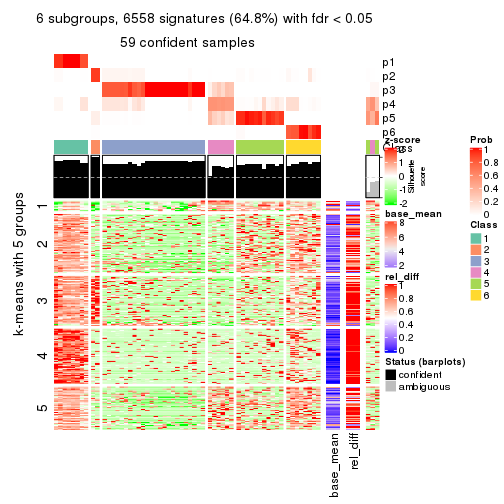 6 subgroups, 6558 signatures (64.8%) with fdr < 0.05
59 confident samples
p1
p2
p3
p4
p5
p6
Silhouette
score
k-means with 5 groups
1
2
3
4
5
base_mean
rel_diff
z-score
2
1
0
-1
-2
base_mean
8
6
4
2
rel_diff
1
0.8
0.6
0.4
0.2
0
Status (barplots)
confident
ambiguous
Prob
1
0.8
0.6
0.4
0.2
0
Class
1
2
3
4
5
6